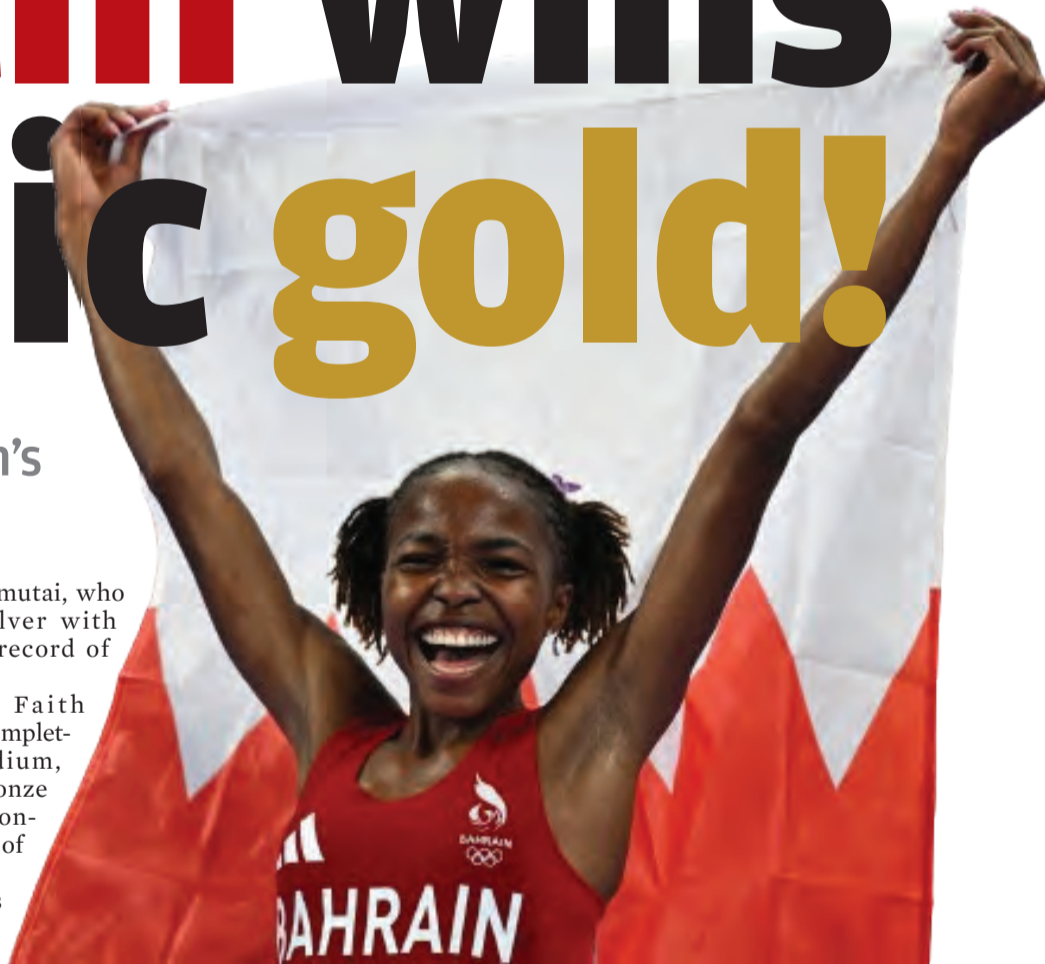 wins
ic gold!
n's
mutai, who
lver with
record of
Faith
mplet-
dium,
onze
on-
of
s
BAHRAIN
BAHRAIN